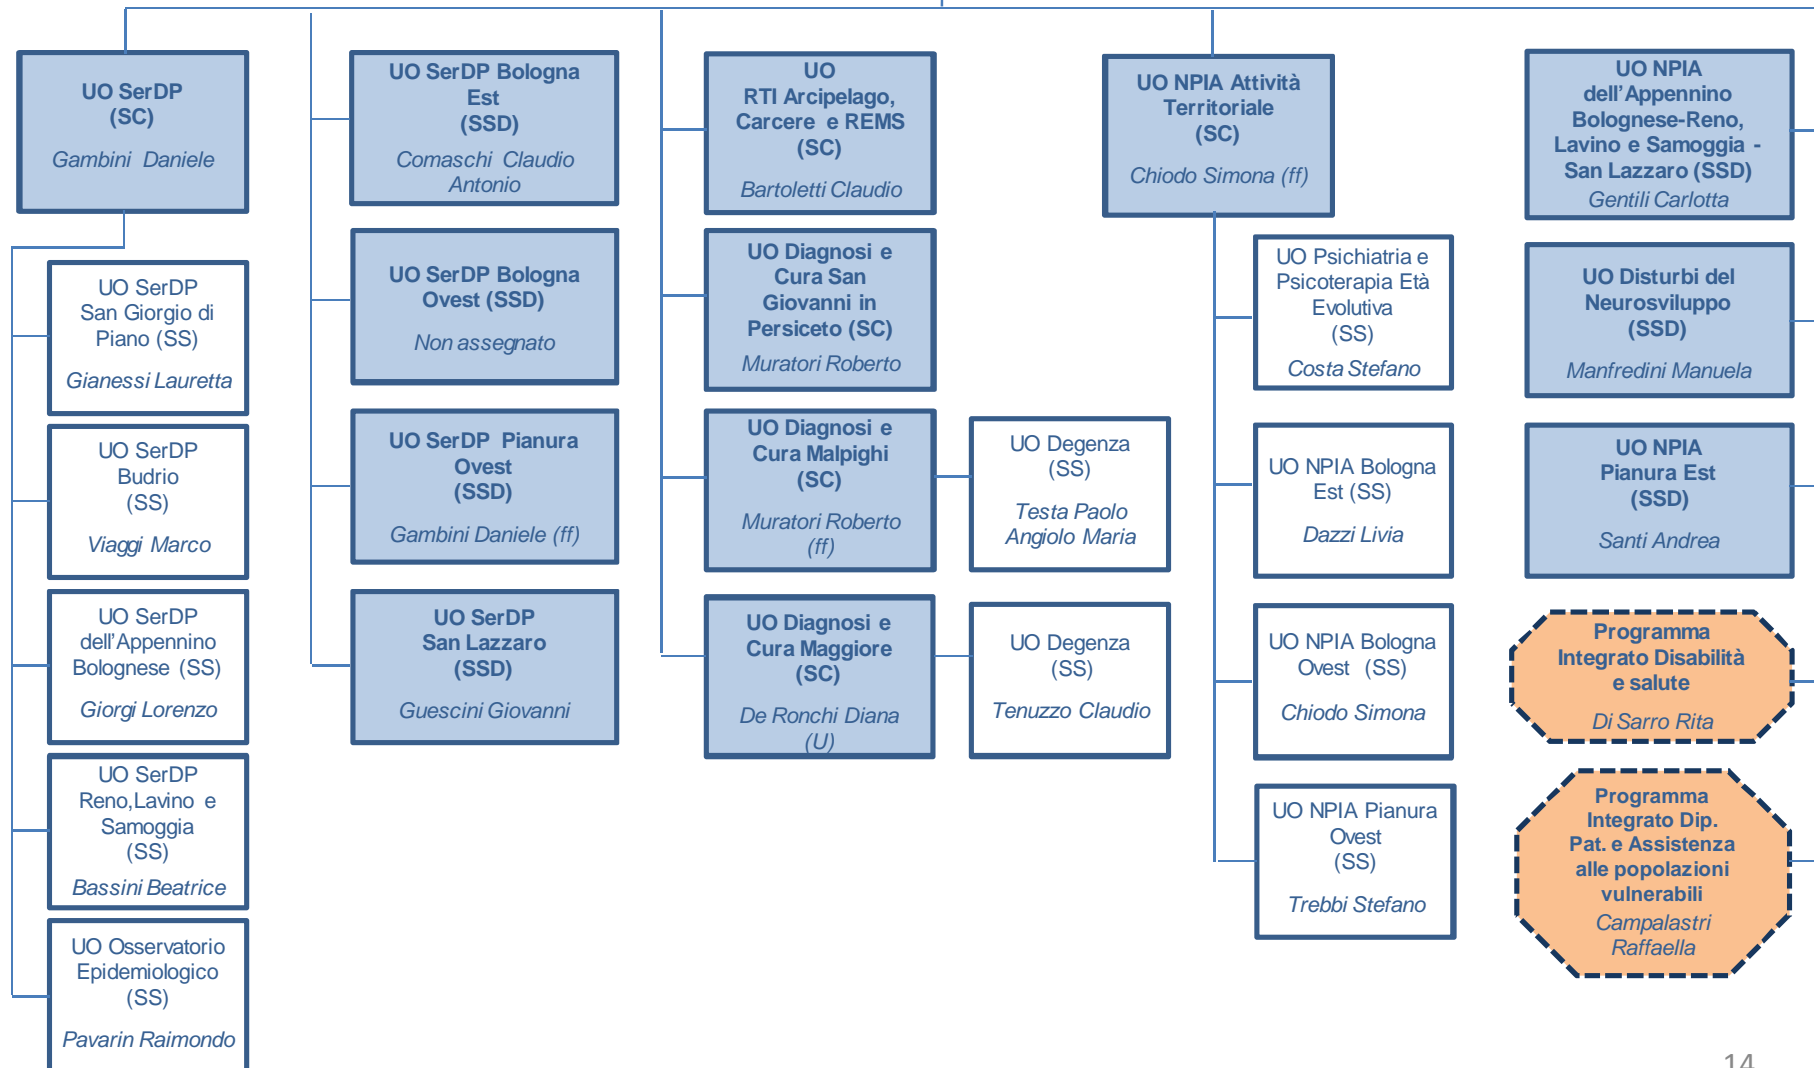 UO SerDP
(SC)
Gambini Daniele
UO SerDP
San Giorgio di
Piano (SS)
Gianessi Lauretta
UO SerDP
Budrio
(SS)
Viaggi Marco
UO SerDP
dell’Appennino
Bolognese (SS)
Giorgi Lorenzo
UO SerDP
Reno,Lavino e
Samoggia
(SS)
Bassini Beatrice
UO Osservatorio
Epidemiologico
(SS)
Pavarin Raimondo
UO SerDP Bologna
Est
(SSD)
Comaschi Claudio
Antonio
UO SerDP Bologna
Ovest (SSD)
Non assegnato
UO SerDP Pianura
Ovest
(SSD)
Gambini Daniele (ff)
UO SerDP
San Lazzaro
(SSD)
Guescini Giovanni
UO
RTI Arcipelago,
Carcere e REMS
(SC)
Bartoletti Claudio
UO Diagnosi e
Cura San
Giovanni in
Persiceto (SC)
Muratori Roberto
UO Diagnosi e
Cura Malpighi
(SC)
Muratori Roberto
(ff)
UO Degenza
(SS)
Testa Paolo
Angiolo Maria
UO Diagnosi e
Cura Maggiore
(SC)
De Ronchi Diana
(U)
UO Degenza
(SS)
Tenuzzo Claudio
UO NPIA Attività
Territoriale
(SC)
Chiodo Simona (ff)
UO Psichiatria e
Psicoterapia Età
Evolutiva
(SS)
Costa Stefano
UO NPIA Bologna
Est (SS)
Dazzi Livia
UO NPIA Bologna
Ovest (SS)
Chiodo Simona
UO NPIA Pianura
Ovest
(SS)
Trebbi Stefano
UO NPIA
dell’Appennino
Bolognese-Reno,
Lavino e Samoggia -
San Lazzaro (SSD)
Gentili Carlotta
UO Disturbi del
Neurosviluppo
(SSD)
Manfredini Manuela
UO NPIA
Pianura Est
(SSD)
Santi Andrea
Programma
Integrato Disabilità
e salute
Di Sarro Rita
Programma
Integrato Dip.
Pat. e Assistenza
alle popolazioni
vulnerabili
Campalastri
Raffaella
14